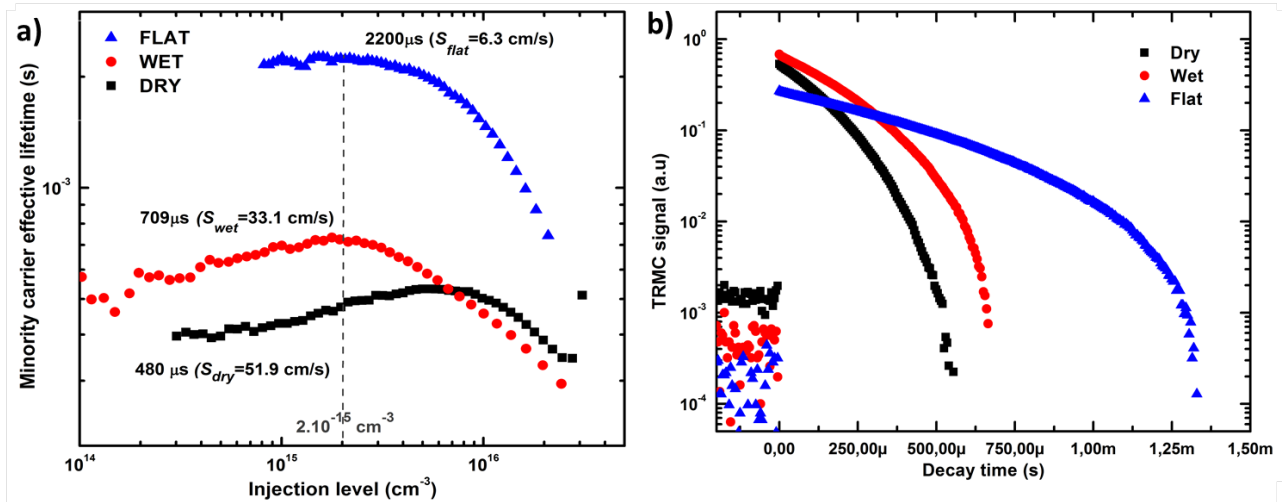 a)
FLAT
WET
DRY
2200µs (S_flat=6.3 cm/s)
709µs (S_wet=33.1 cm/s)
480 µs (S_dry=51.9 cm/s)
2.10^-15 cm^-3
Minority carrier effective lifetime (s)
10^-3
10^14
10^15
10^16
Injection level (cm^-3)
b)
Dry
Wet
Flat
TRMC signal (a.u)
10^0
10^-1
10^-2
10^-3
10^-4
0,00 250,00µ 500,00µ 750,00µ 1,00m 1,25m 1,50m
Decay time (s)